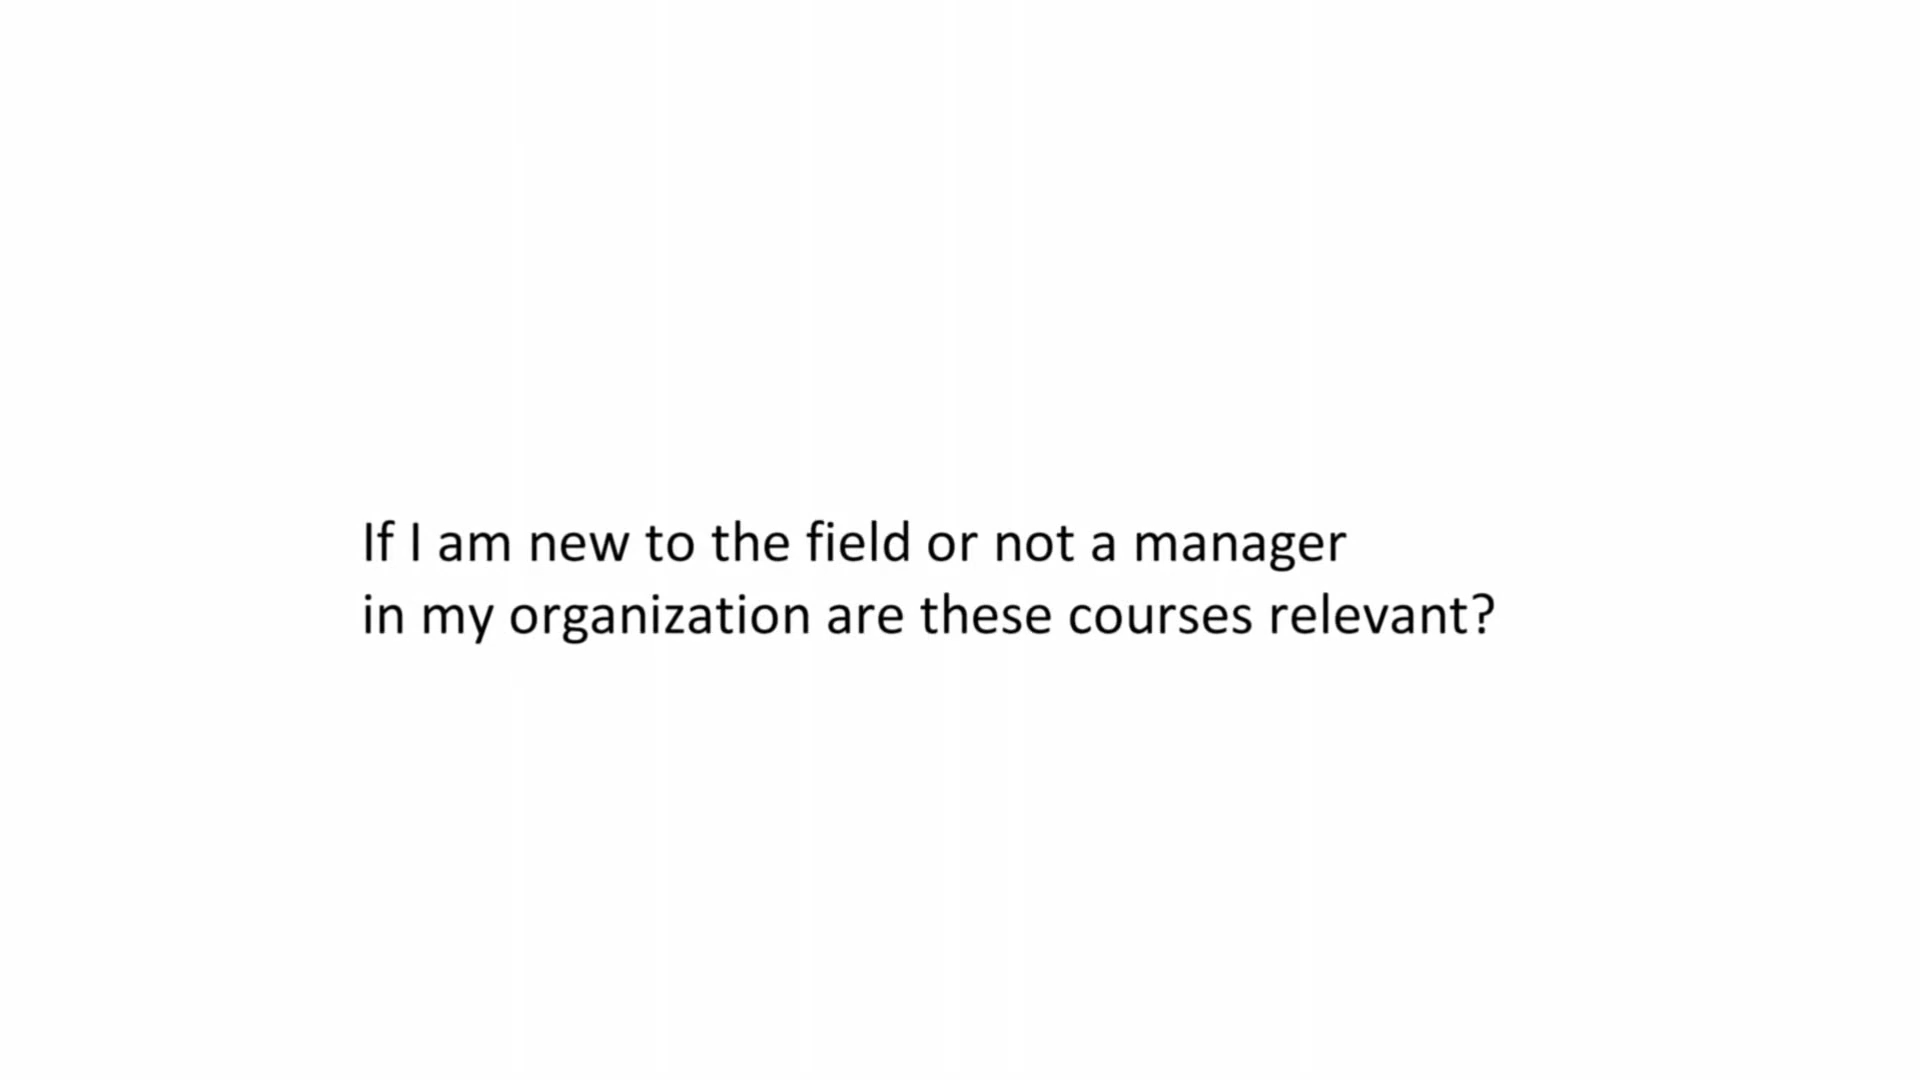 If I am new to the field or not a manager
in my organization are these courses relevant?